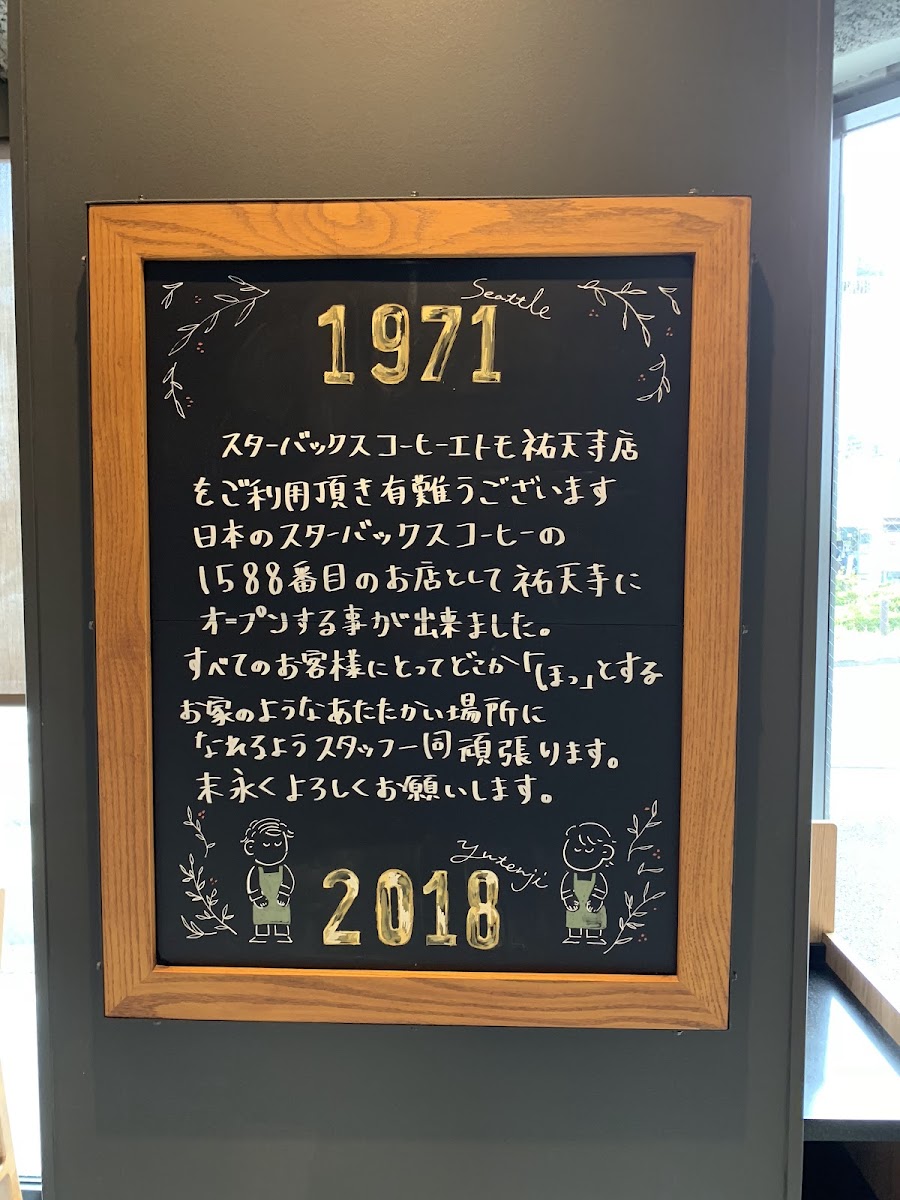 Seattle
1971
スターバックスコーヒーエトモ祐天寺店
をご利用頂き有難うございます
日本のスターバックスコーヒーの
1588番目のお店として祐天寺に
オープンする事が出来ました。
すべてのお客様にとってどこか「ほっ」とする
お家のようなあたたかい場所に
なれるようスタッフ一同頑張ります。
末永くよろしくお願いします。
Yutenji
2018